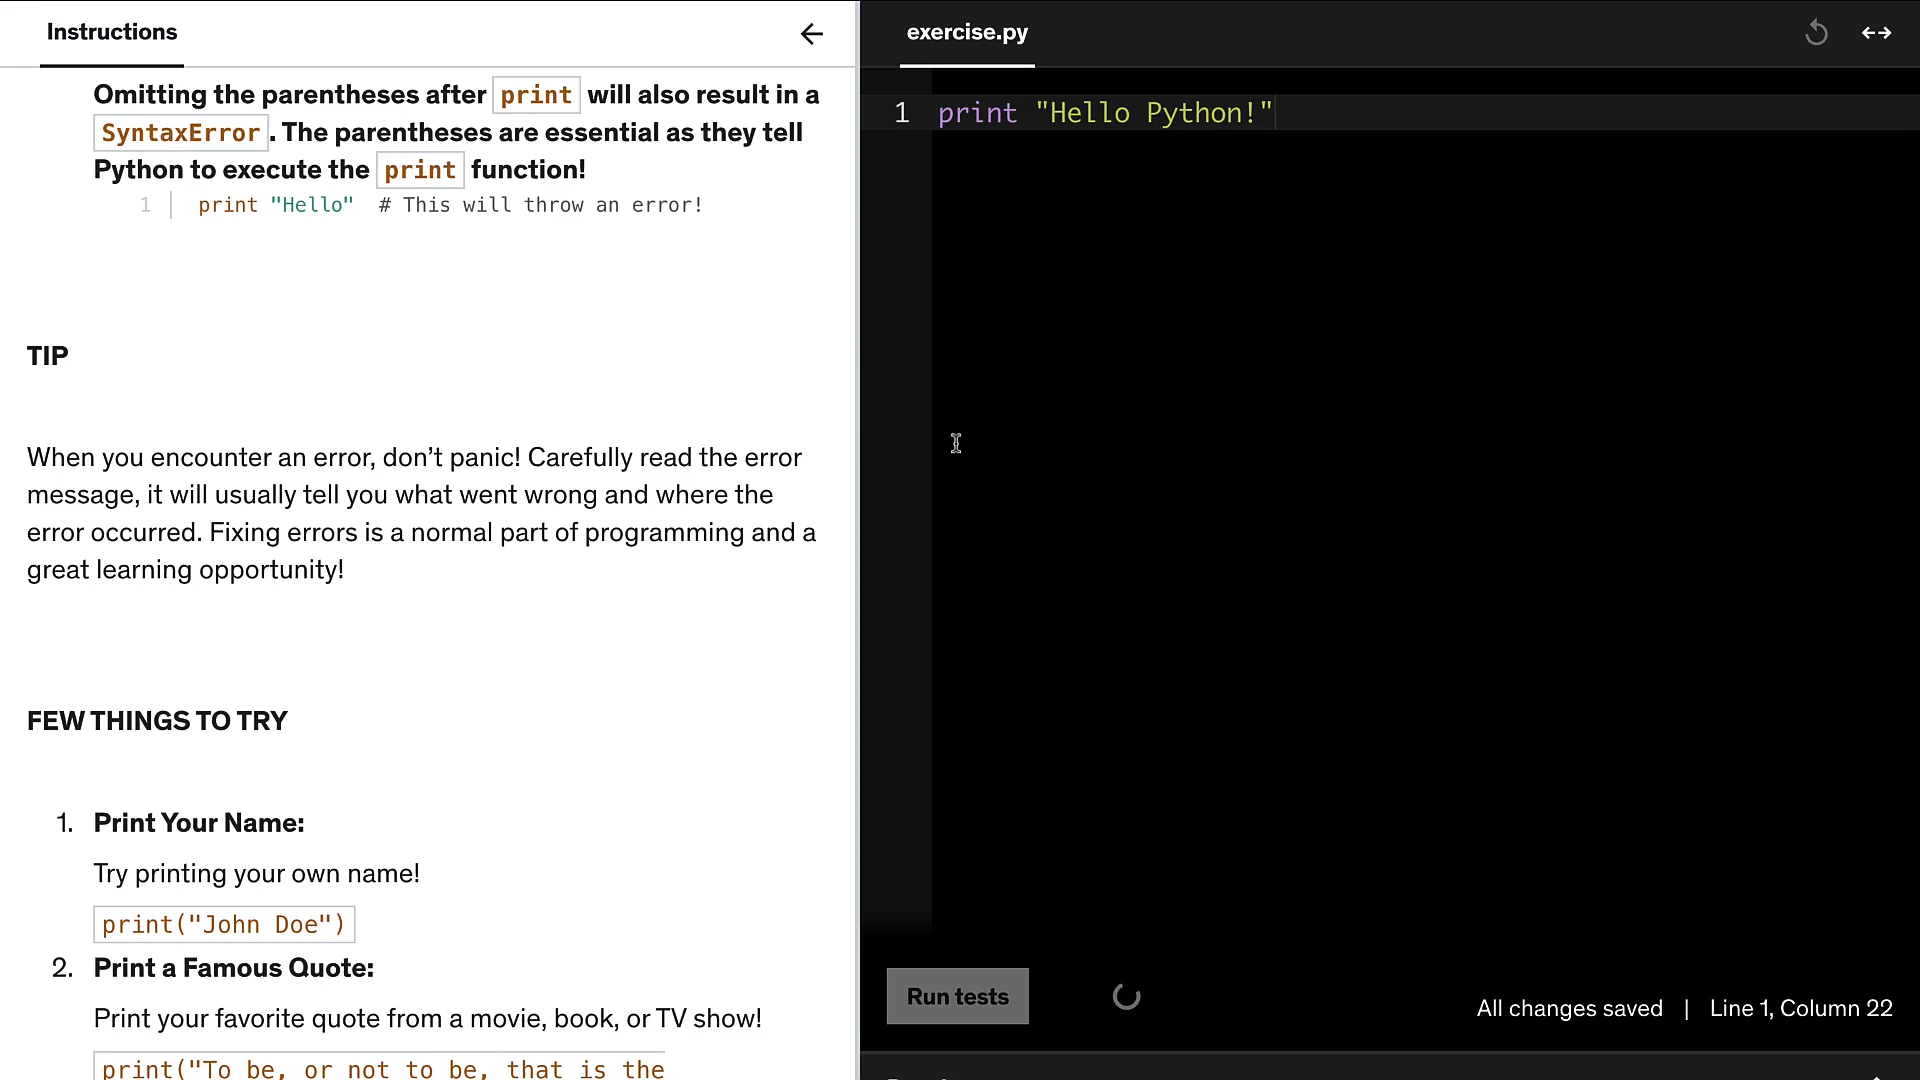 Instructions
Omitting the parentheses after print will also result in a
SyntaxError. The parentheses are essential as they tell
Python to execute the print function!
1 print "Hello" # This will throw an error!
TIP
When you encounter an error, don’t panic! Carefully read the error
message, it will usually tell you what went wrong and where the
error occurred. Fixing errors is a normal part of programming and a
great learning opportunity!
FEW THINGS TO TRY
1. Print Your Name:
Try printing your own name!
print("John Doe")
2. Print a Famous Quote:
Print your favorite quote from a movie, book, or TV show!
print("To be, or not to be, that is the
exercise.py
1 print "Hello Python!"
Run tests
All changes saved | Line 1, Column 22